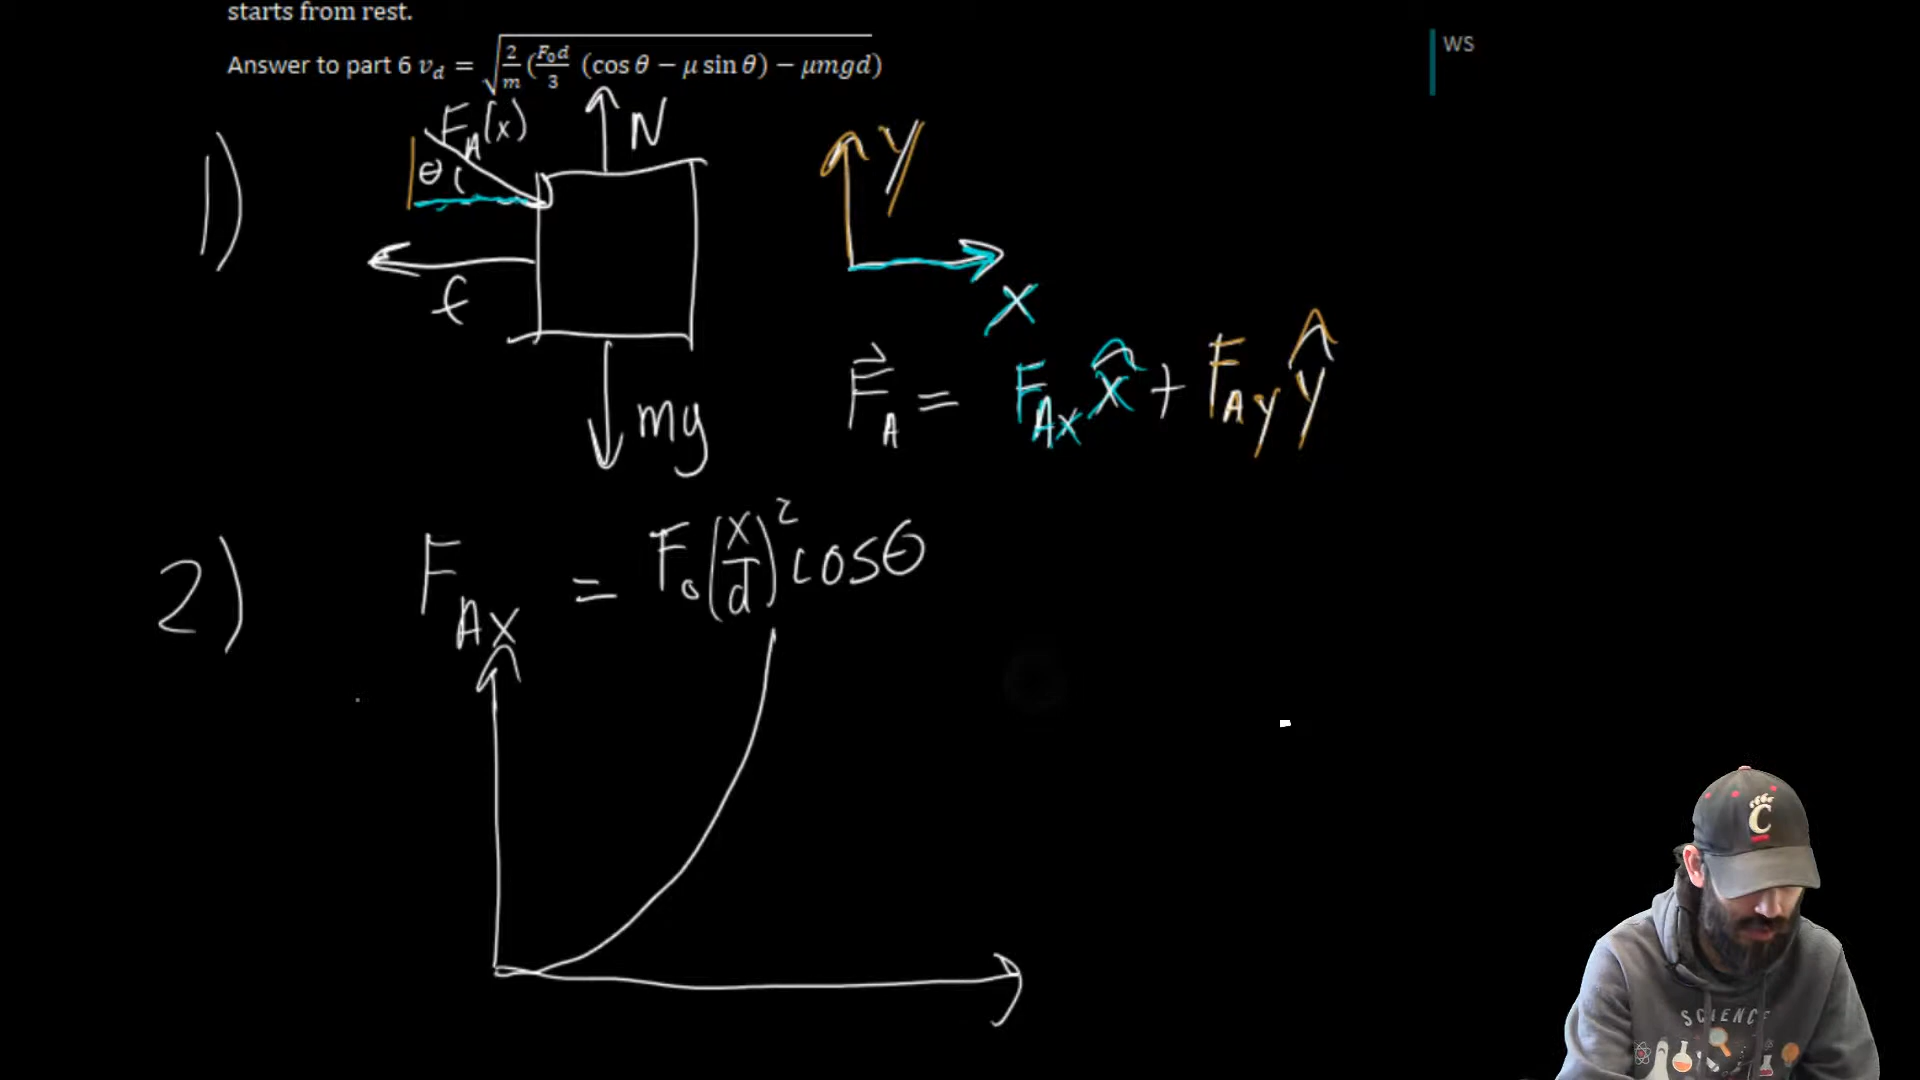 starts from rest.
Answer to part 6 v_d = √(2/m (F₀d/3 (cos θ − μ sin θ) − μmgd)
WS
1)
F_A(x)
N
θ
f
mg
y
x
F⃗_A = F_Ax x̂ + F_Ay ŷ
2)
F_Ax = F₀(x/d)² cosθ
C
SCIENCE